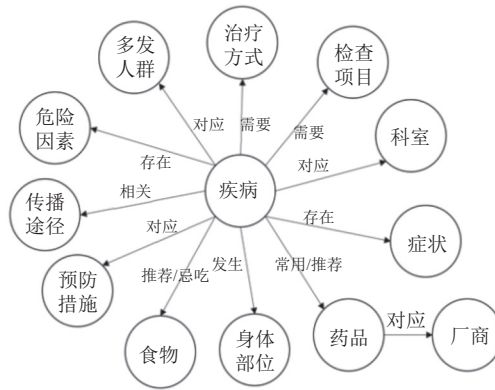 多发
人群
治疗
方式
检查
项目
危险
因素
对应
需要
需要
科室
存在
对应
传播
途径
相关
疾病
对应
存在
症状
预防
措施
推荐/忌吃
发生
常用/推荐
食物
身体
部位
药品
对应
厂商